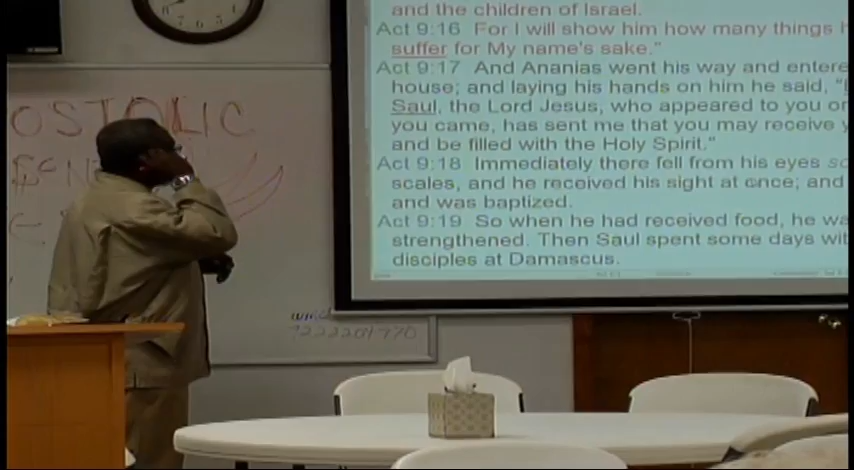 and the children of Israel.
Act 9:16 For I will show him how many things h
suffer for My name's sake."
Act 9:17 And Ananias went his way and entere
house; and laying his hands on him he said, "
Saul, the Lord Jesus, who appeared to you o
you came, has sent me that you may receive y
and be filled with the Holy Spirit."
Act 9:18 Immediately there fell from his eyes so
scales, and he received his sight at once; and
and was baptized.
Act 9:19 So when he had received food, he wa
strengthened. Then Saul spent some days wit
disciples at Damascus.
OSTOLIC